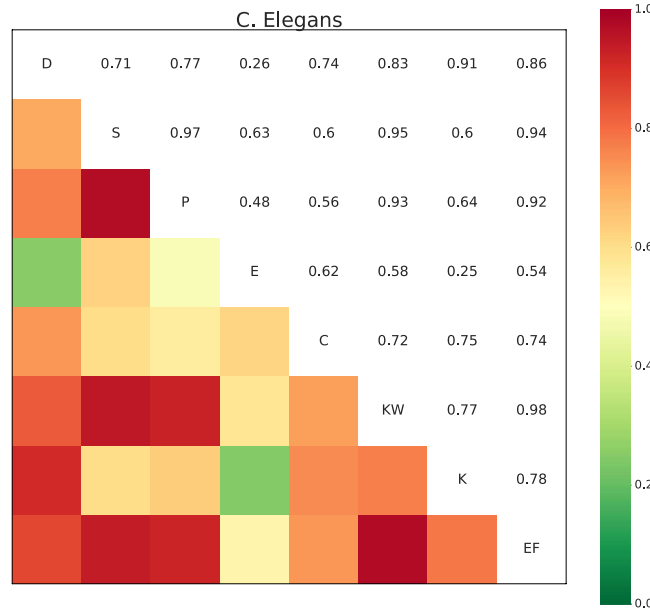 C. Elegans
D 0.71 0.77 0.26 0.74 0.83 0.91 0.86
S 0.97 0.63 0.6 0.95 0.6 0.94
P 0.48 0.56 0.93 0.64 0.92
E 0.62 0.58 0.25 0.54
C 0.72 0.75 0.74
KW 0.77 0.98
K 0.78
EF
1.0
0.8
0.6
0.4
0.2
0.0